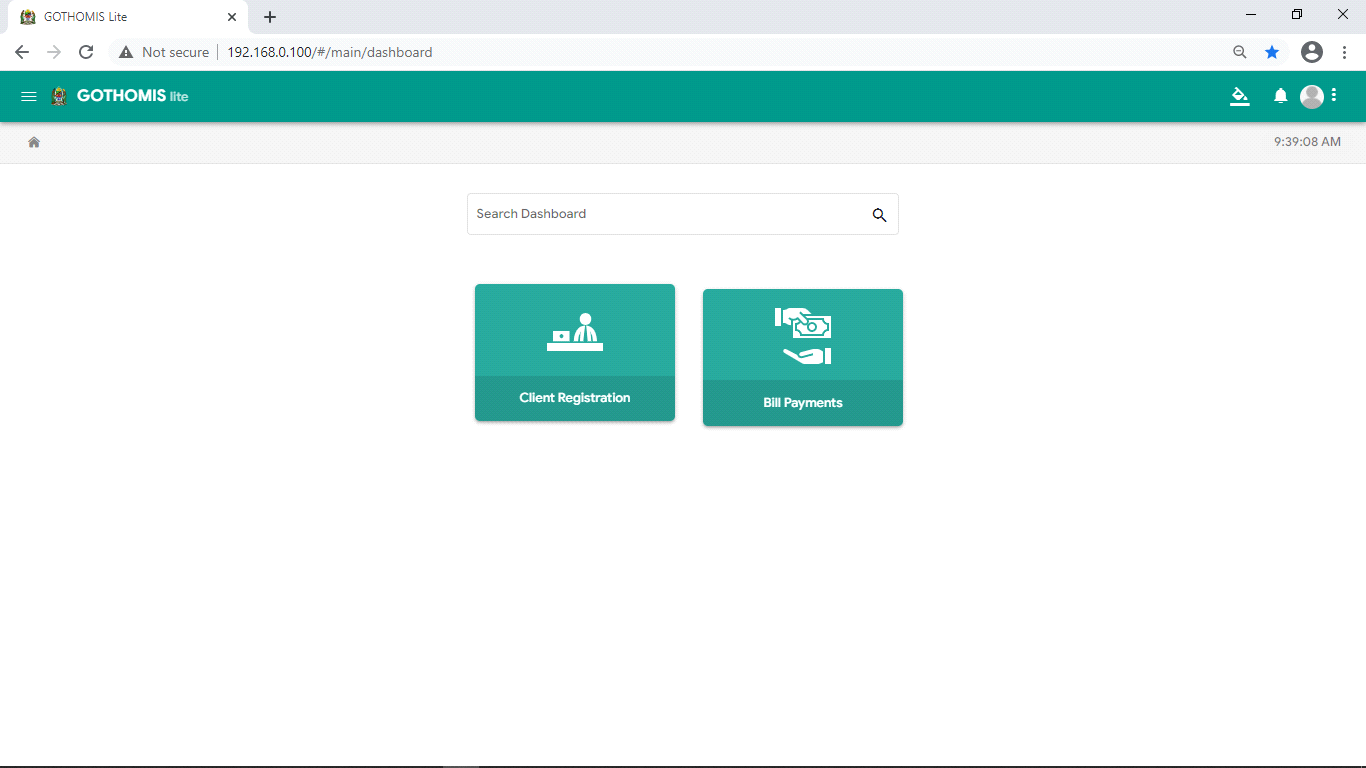 GOTHOMIS Lite
Not secure
192.168.0.100/#/main/dashboard
GOTHOMIS lite
9:39:08 AM
Search Dashboard
Client Registration
Bill Payments